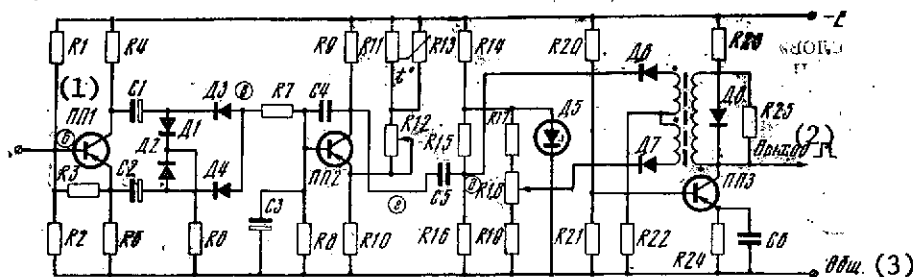 R1 R4 R9 R11 R13 R14 R20 -E
R26
(1) C1 Д3 R7 C4 t° Д6 Д8 R25
ПП1 Д1 Д5 (2)
Д2 R12 R15 R17 Выход
R3 C2 Д4 ПП2 Д7 ПП3
C5 R18
C3
R2 R5 R6 R8 R10 R16 R19 R21 R22 R24 C6
Общ. (3)